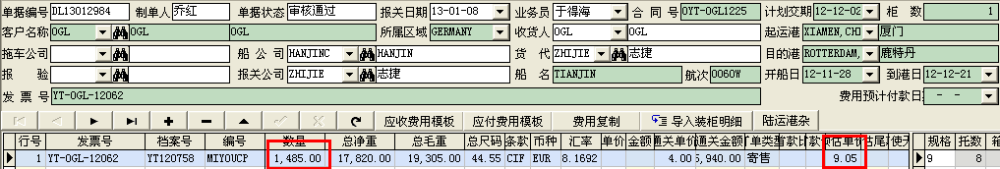 单据编号 DL13012984 制单人 乔红 单据状态 审核通过 报关日期 13-01-08 业务员 于得海 合同号 OYT-OGL1225 计划交期 12-12-02 柜数 1
客户名称 OGL OGL OGL 所属区域 GERMANY 收货人 OGL OGL 起运港 XIAMEN, CHI 厦门
拖车公司 船公司 HANJINC HANJIN 货代 ZHIJIE 志捷 目的港 ROTTERDAM, 鹿特丹
报验 报关公司 ZHIJIE 志捷 船名 TIANJIN 航次 0060W 开船日 12-11-28 到港日 12-12-21
发票号 YT-OGL-12062 费用预计付款日 - -
应收费用模板 应付费用模板 费用复制 导入装柜明细 陆运港杂
行号 发票号 档案号 编号 数量 总净重 总毛重 总尺码 条款 币种 汇率 单价 金额 通关单价 通关金额 丁单类型 预估单价 规格 托数 箱
1 YT-OGL-12062 YT120758 MIYOUCP 1,485.00 17,820.00 19,305.00 44.55 CIF EUR 8.1692 4.00 5,940.00 寄售 9.05 9 8